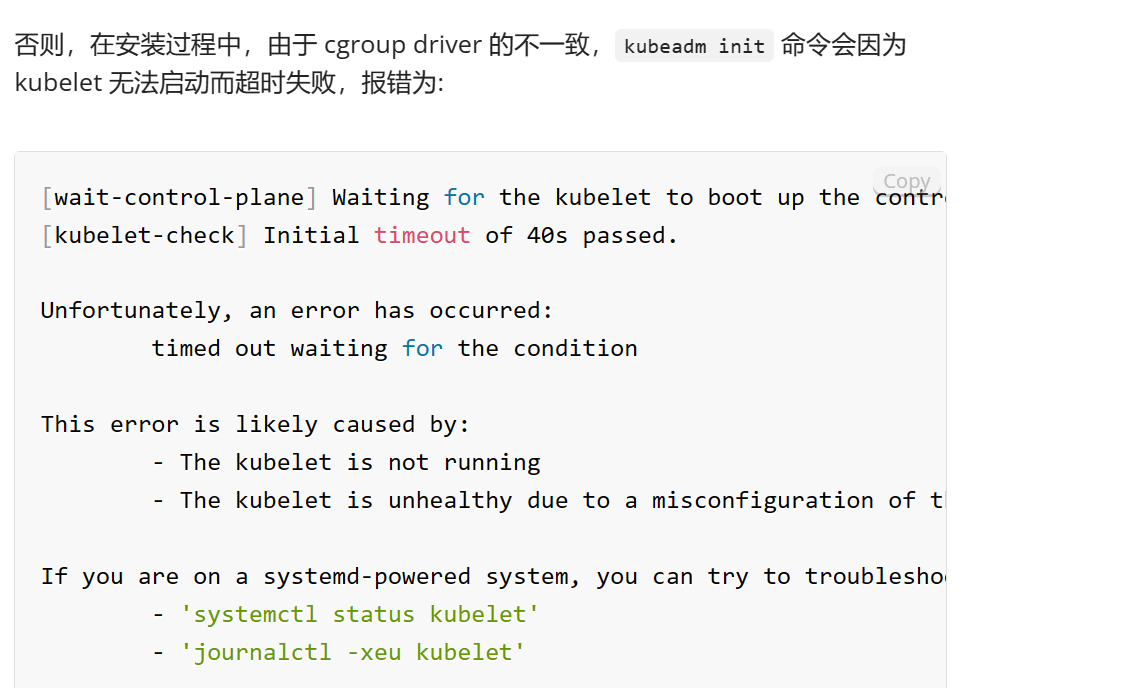 否则，在安装过程中，由于 cgroup driver 的不一致， kubeadm init 命令会因为
kubelet 无法启动而超时失败，报错为:
Copy
[wait-control-plane] Waiting for the kubelet to boot up the
[kubelet-check] Initial timeout of 40s passed.
Unfortunately, an error has occurred:
timed out waiting for the condition
This error is likely caused by:
- The kubelet is not running
- The kubelet is unhealthy due to a misconfiguration of
If you are on a systemd-powered system, you can try to
- 'systemctl status kubelet'
- 'journalctl -xeu kubelet'